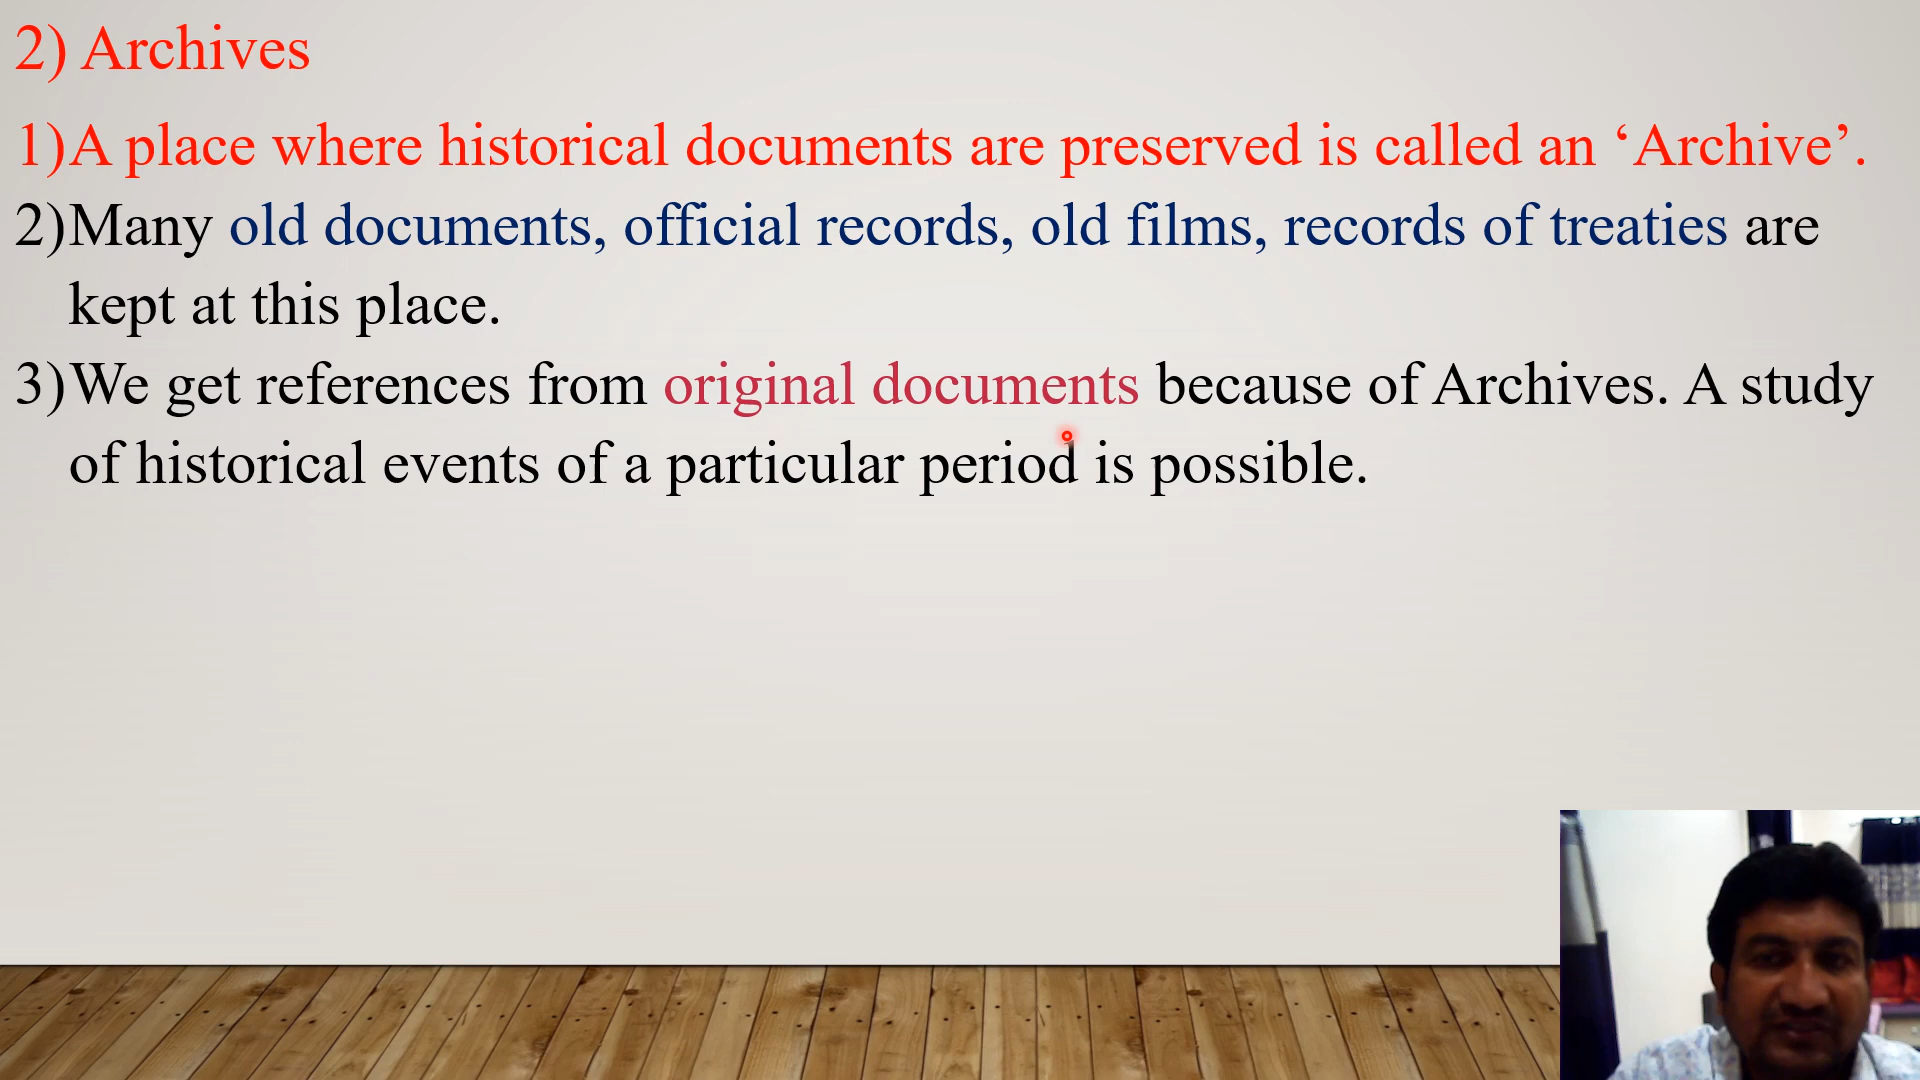 2) Archives
1) A place where historical documents are preserved is called an ‘Archive’.
2) Many old documents, official records, old films, records of treaties are
kept at this place.
3) We get references from original documents because of Archives. A study
of historical events of a particular period is possible.